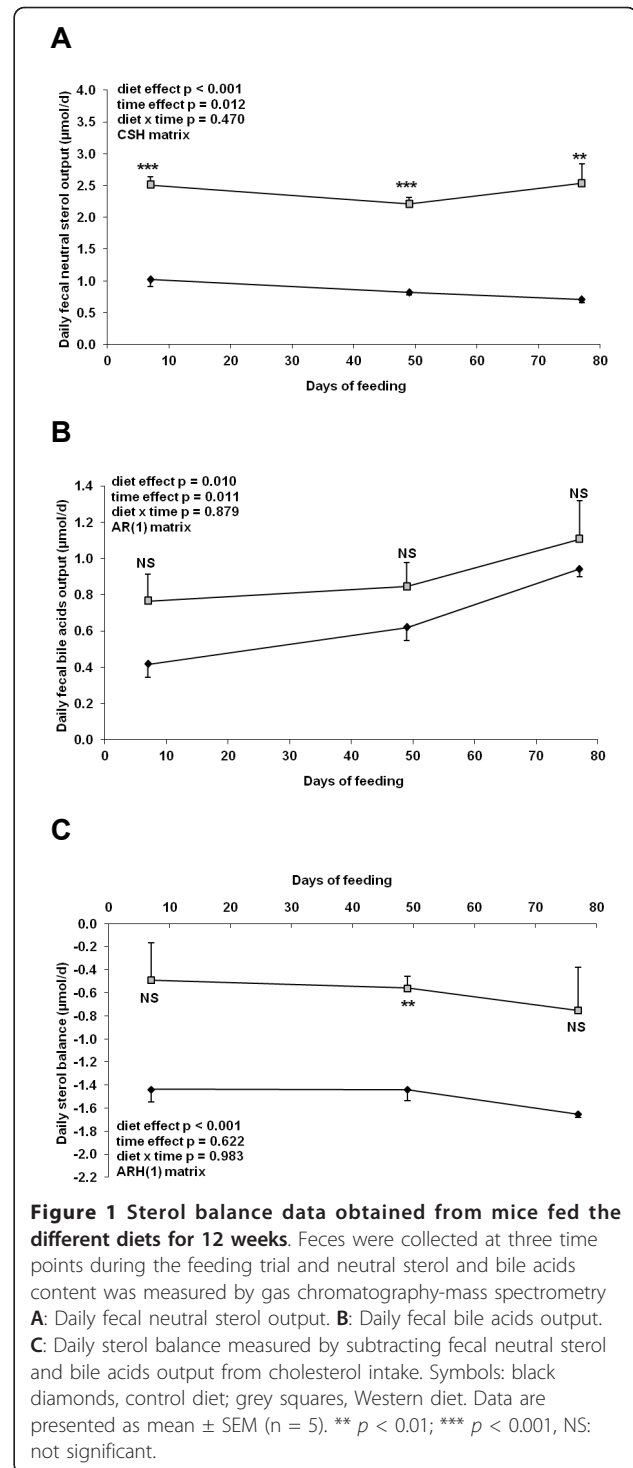 A
Daily fecal neutral sterol output (µmol/d)
4.0
3.5
3.0
2.5
2.0
1.5
1.0
0.5
0.0
diet effect p < 0.001
time effect p = 0.012
diet x time p = 0.470
CSH matrix
***
***
**
0 10 20 30 40 50 60 70 80
Days of feeding
B
Daily fecal bile acids output (µmol/d)
1.4
1.2
1.0
0.8
0.6
0.4
0.2
0.0
diet effect p = 0.010
time effect p = 0.011
diet x time p = 0.879
AR(1) matrix
NS
NS
NS
0 10 20 30 40 50 60 70 80
Days of feeding
C
Days of feeding
0 10 20 30 40 50 60 70 80
Daily sterol balance (µmol/d)
0.0
-0.2
-0.4
-0.6
-0.8
-1.0
-1.2
-1.4
-1.6
-1.8
-2.0
-2.2
NS
**
NS
diet effect p < 0.001
time effect p = 0.622
diet x time p = 0.983
ARH(1) matrix
Figure 1 Sterol balance data obtained from mice fed the
different diets for 12 weeks. Feces were collected at three time
points during the feeding trial and neutral sterol and bile acids
content was measured by gas chromatography-mass spectrometry
A: Daily fecal neutral sterol output. B: Daily fecal bile acids output.
C: Daily sterol balance measured by subtracting fecal neutral sterol
and bile acids output from cholesterol intake. Symbols: black
diamonds, control diet; grey squares, Western diet. Data are
presented as mean ± SEM (n = 5). ** p < 0.01; *** p < 0.001, NS:
not significant.